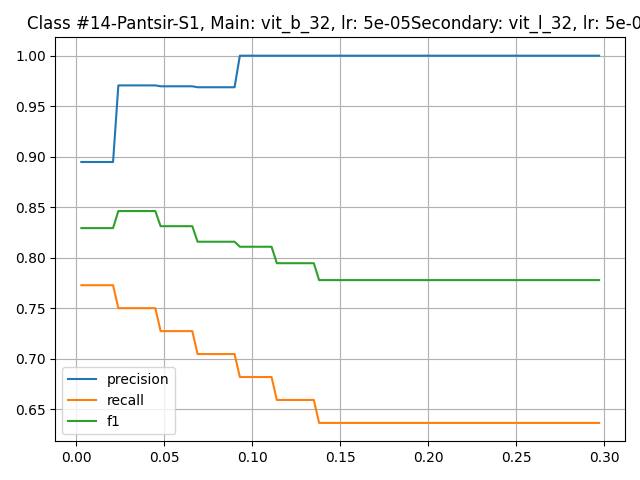 Class #14-Pantsir-S1, Main: vit_b_32, lr: 5e-05Secondary: vit_l_32, lr: 5e-0
1.00
0.95
0.90
0.85
0.80
0.75
0.70
0.65
precision
recall
f1
0.00 0.05 0.10 0.15 0.20 0.25 0.30